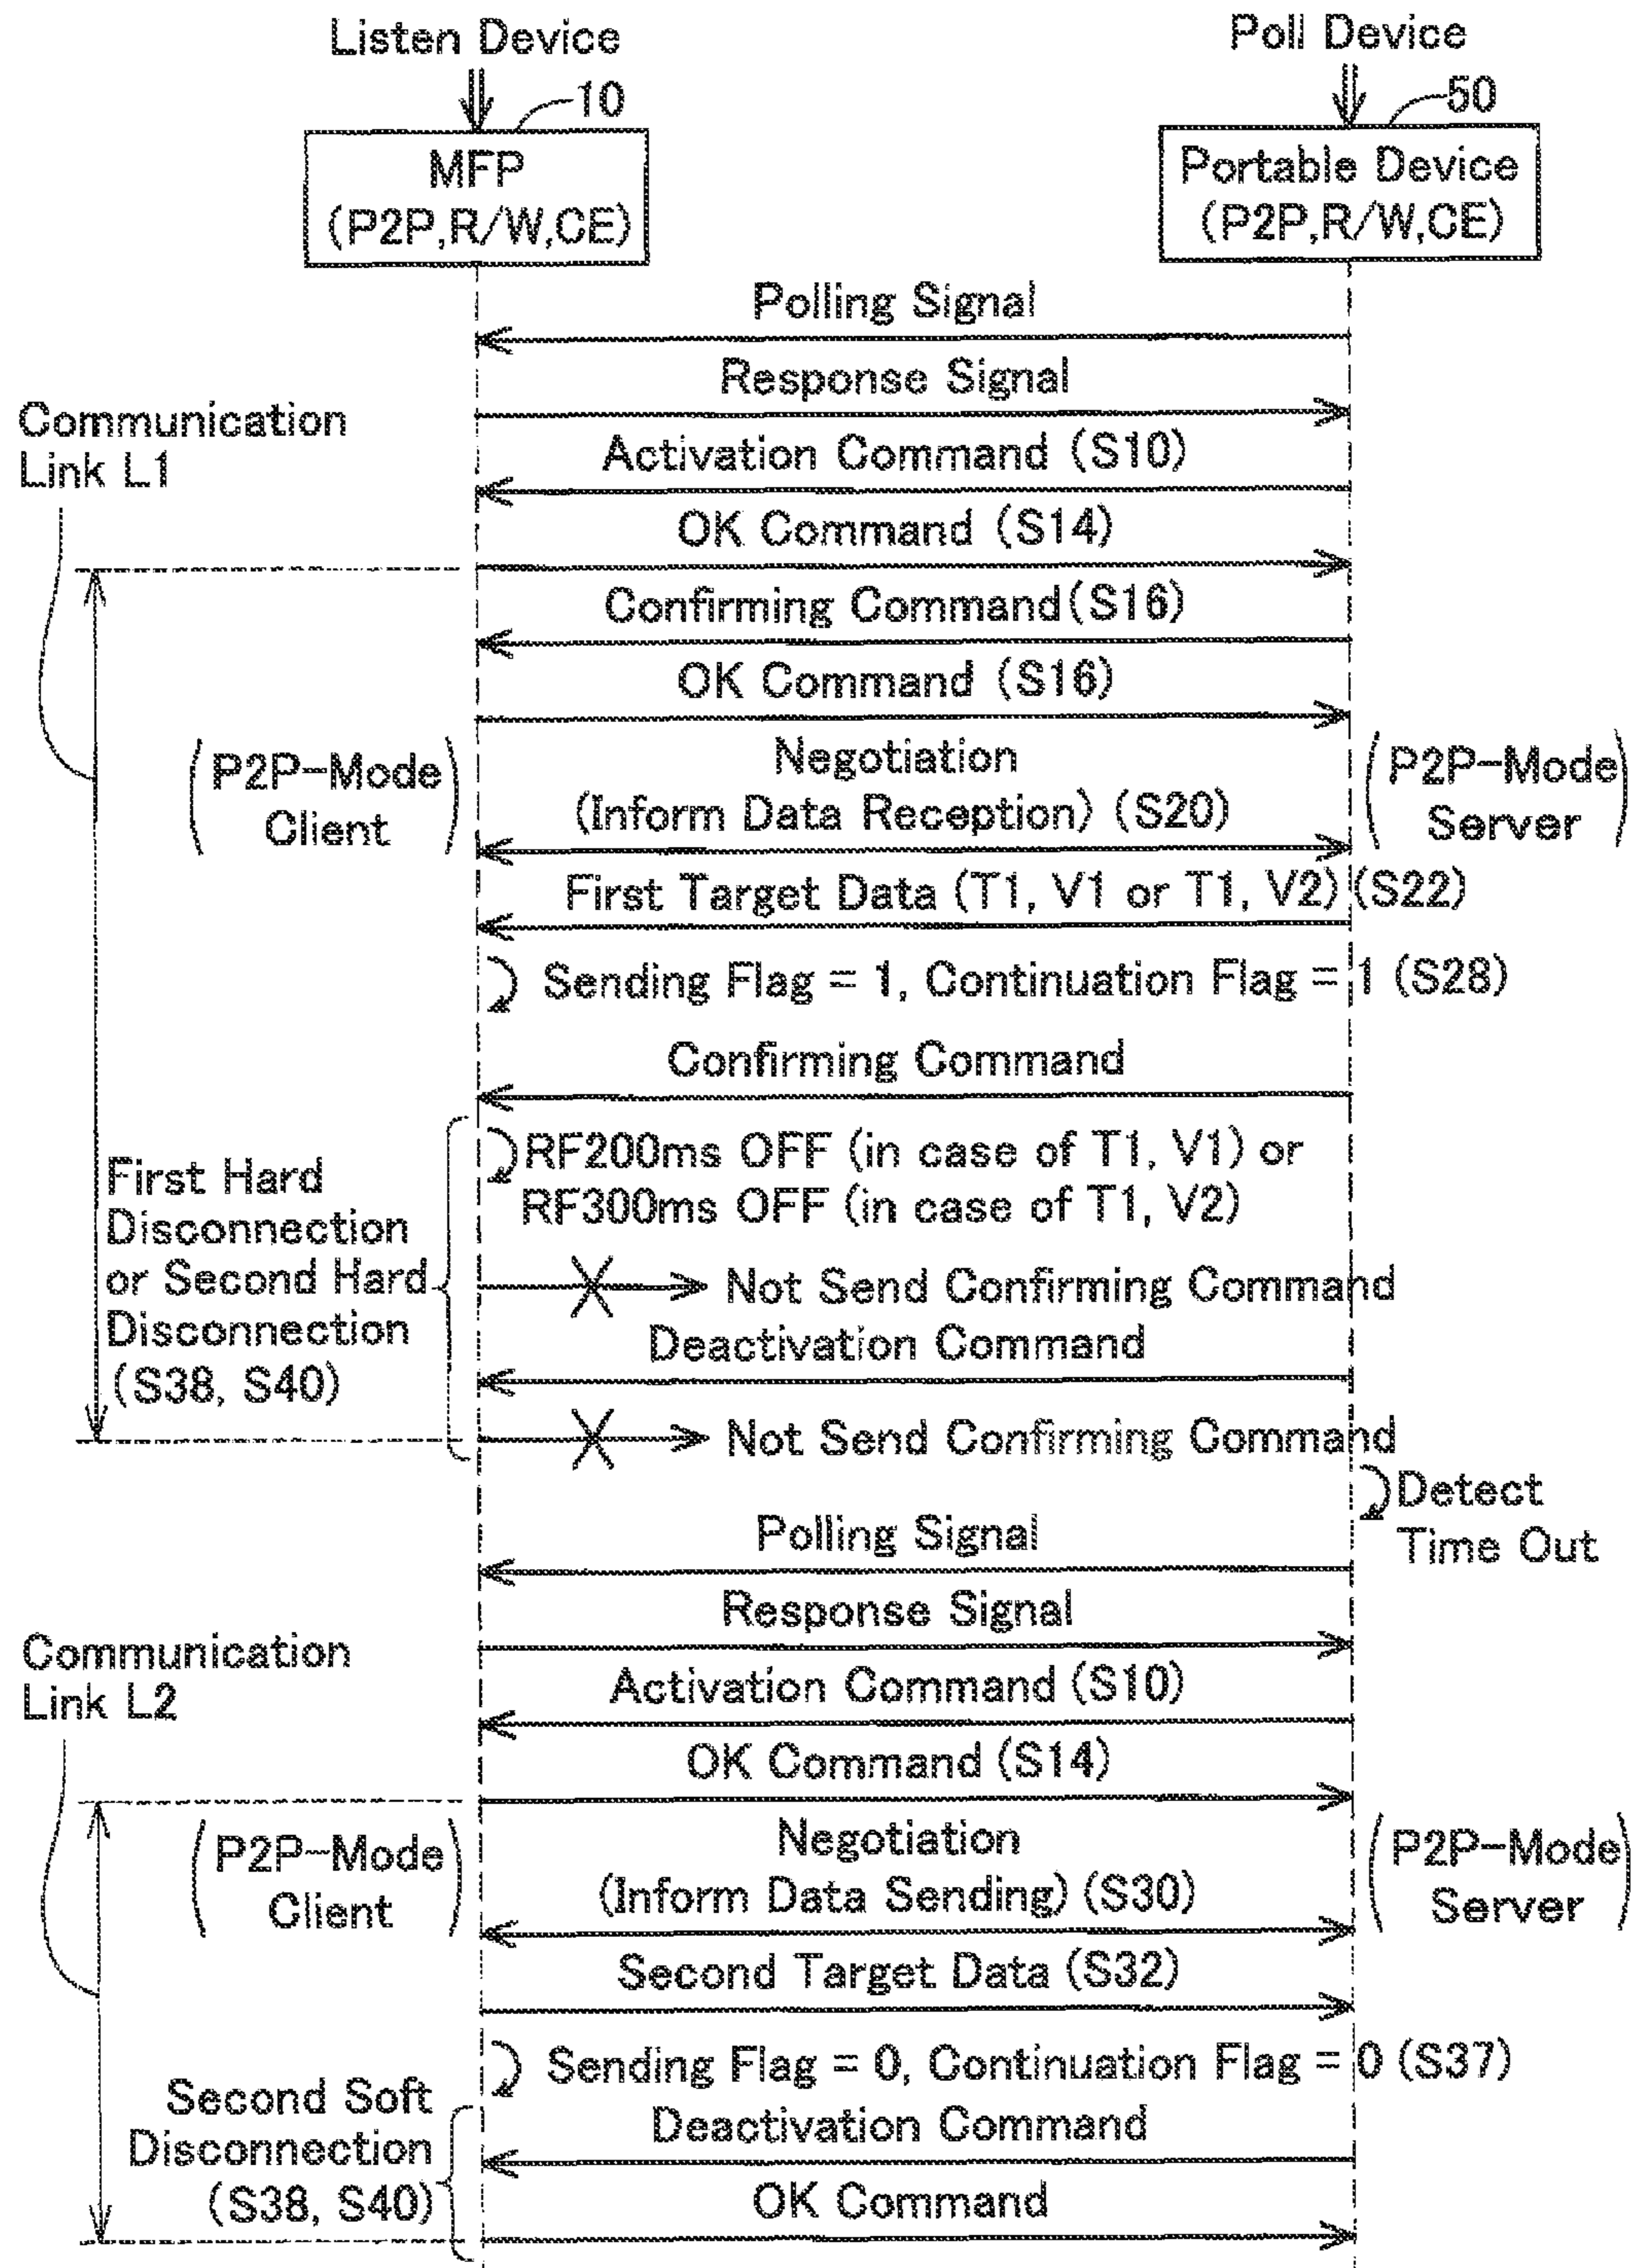 Listen Device
Poll Device
10
50
MFP
(P2P,R/W,CE)
Portable Device
(P2P,R/W,CE)
Polling Signal
Response Signal
Communication
Link L1
Activation Command (S10)
OK Command (S14)
Confirming Command(S16)
OK Command (S16)
(P2P-Mode
Client)
Negotiation
(Inform Data Reception) (S20)
(P2P-Mode
Server)
First Target Data (T1, V1 or T1, V2) (S22)
Sending Flag = 1, Continuation Flag = 1 (S28)
Confirming Command
First Hard
Disconnection
or Second Hard
Disconnection
(S38, S40)
RF200ms OFF (in case of T1, V1) or
RF300ms OFF (in case of T1, V2)
Not Send Confirming Command
Deactivation Command
Not Send Confirming Command
Detect
Time Out
Polling Signal
Response Signal
Communication
Link L2
Activation Command (S10)
OK Command (S14)
(P2P-Mode
Client)
Negotiation
(Inform Data Sending) (S30)
(P2P-Mode
Server)
Second Target Data (S32)
Sending Flag = 0, Continuation Flag = 0 (S37)
Second Soft
Disconnection
(S38, S40)
Deactivation Command
OK Command